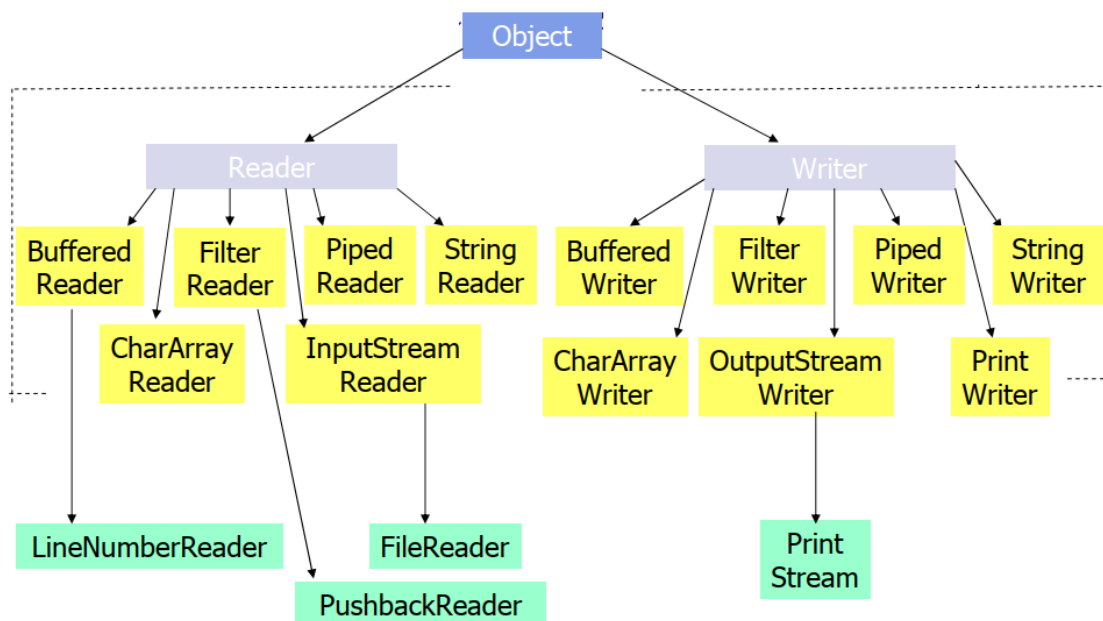 Object
Reader
Writer
Buffered
Reader
Filter
Reader
Piped
Reader
String
Reader
Buffered
Writer
Filter
Writer
Piped
Writer
String
Writer
CharArray
Reader
InputStream
Reader
CharArray
Writer
OutputStream
Writer
Print
Writer
LineNumberReader
FileReader
Print
Stream
PushbackReader